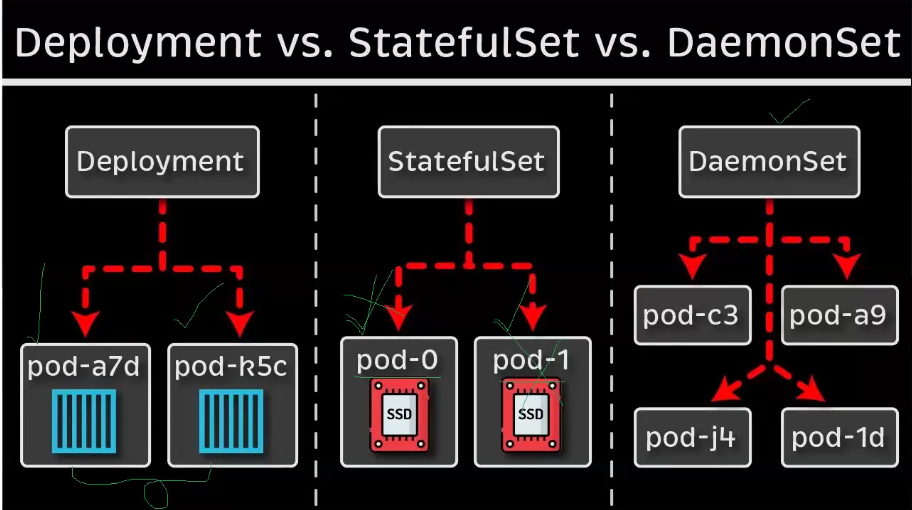 Deployment vs. StatefulSet vs. DaemonSet
Deployment
StatefulSet
DaemonSet
pod-a7d
pod-k5c
pod-0
SSD
pod-1
SSD
pod-c3
pod-a9
pod-j4
pod-1d